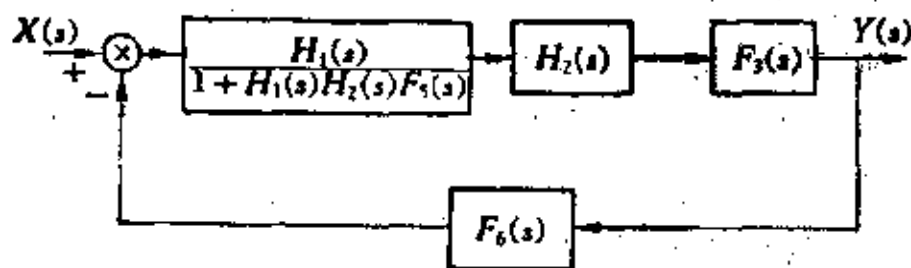 X(s)
+
−
H₁(s)
1 + H₁(s)H₂(s)F₅(s)
H₂(s)
F₃(s)
Y(s)
F₆(s)